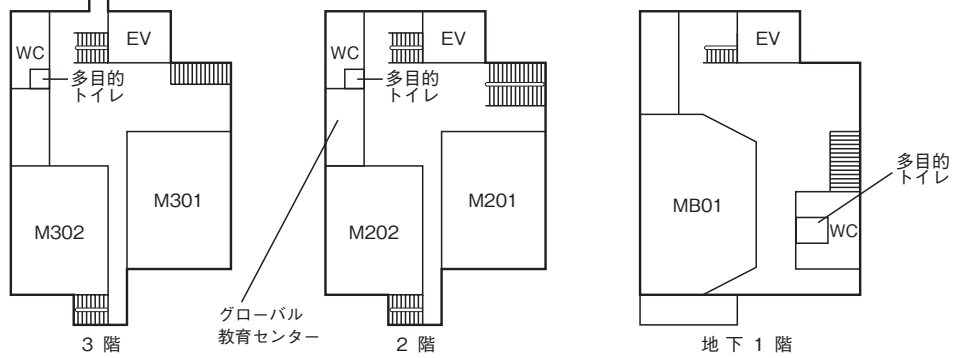 WC
EV
多目的
トイレ
M301
M302
3 階
WC
EV
多目的
トイレ
M201
M202
グローバル
教育センター
2 階
EV
MB01
多目的
トイレ
WC
地 下 1 階